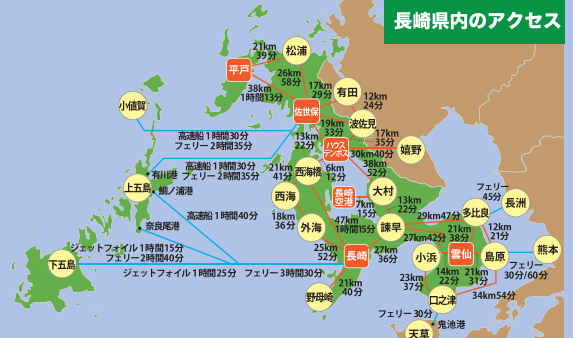 長崎県内のアクセス
21km
39分
松浦
平戸
26km
58分
38km
1時間13分
17km
29分
有田
12km
24分
小値賀
佐世保
19km
33分
波佐見
高速船 1時間30分
フェリー 2時間35分
13km
22分
ハウス
テンボス
17km
35分
30km40分
嬉野
38km
52分
高速船 1時間30分
フェリー 2時間35分
有川港
鯛ノ浦港
上五島
21km
41分
西海橋
6km
12分
長崎
空港
大村
フェリー
45分
長洲
西海
7km
15分
13km
22分
29km47分
多比良
高速船 1時間40分
18km
36分
外海
47km
1時間15分
諫早
21km
38分
12km
21分
奈良尾港
27km42分
ジェットフォイル 1時間15分
フェリー 2時間40分
25km
52分
長崎
27km
36分
小浜
雲仙
島原
熊本
下五島
ジェットフォイル 1時間25分
フェリー 3時間30分
23km
37分
14km
22分
21km
31分
フェリー
30分/60分
野母崎
21km
40分
口之津
34km54分
フェリー 30分
鬼池港
天草